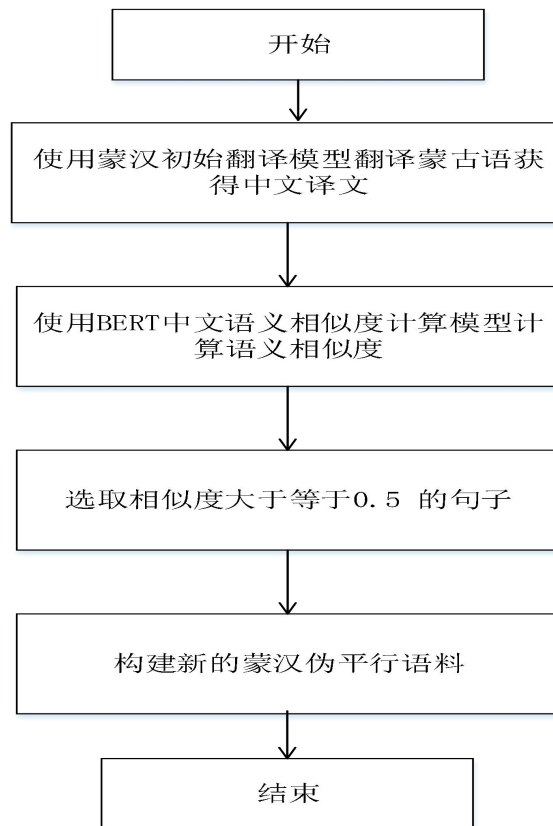 开始
使用蒙汉初始翻译模型翻译蒙古语获
得中文译文
使用BERT中文语义相似度计算模型计
算语义相似度
选取相似度大于等于0.5 的句子
构建新的蒙汉伪平行语料
结束